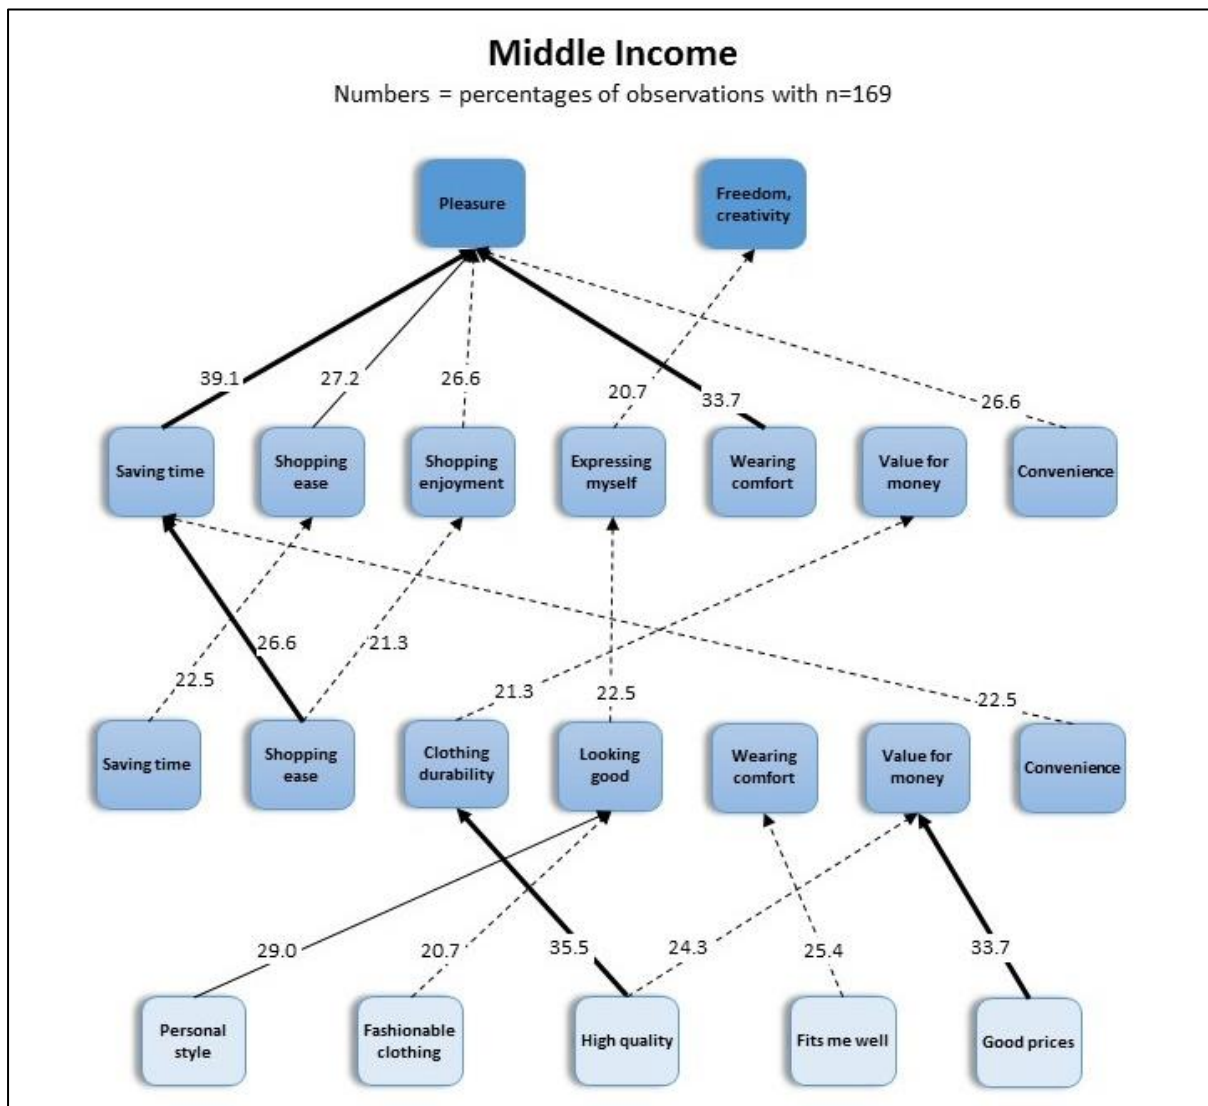 Middle Income
Numbers = percentages of observations with n=169
Pleasure
Freedom,
creativity
39.1
27.2
26.6
20.7
33.7
26.6
Saving time
Shopping
ease
Shopping
enjoyment
Expressing
myself
Wearing
comfort
Value for
money
Convenience
22.5
26.6
21.3
21.3
22.5
22.5
Saving time
Shopping
ease
Clothing
durability
Looking
good
Wearing
comfort
Value for
money
Convenience
29.0
20.7
35.5
24.3
25.4
33.7
Personal
style
Fashionable
clothing
High quality
Fits me well
Good prices